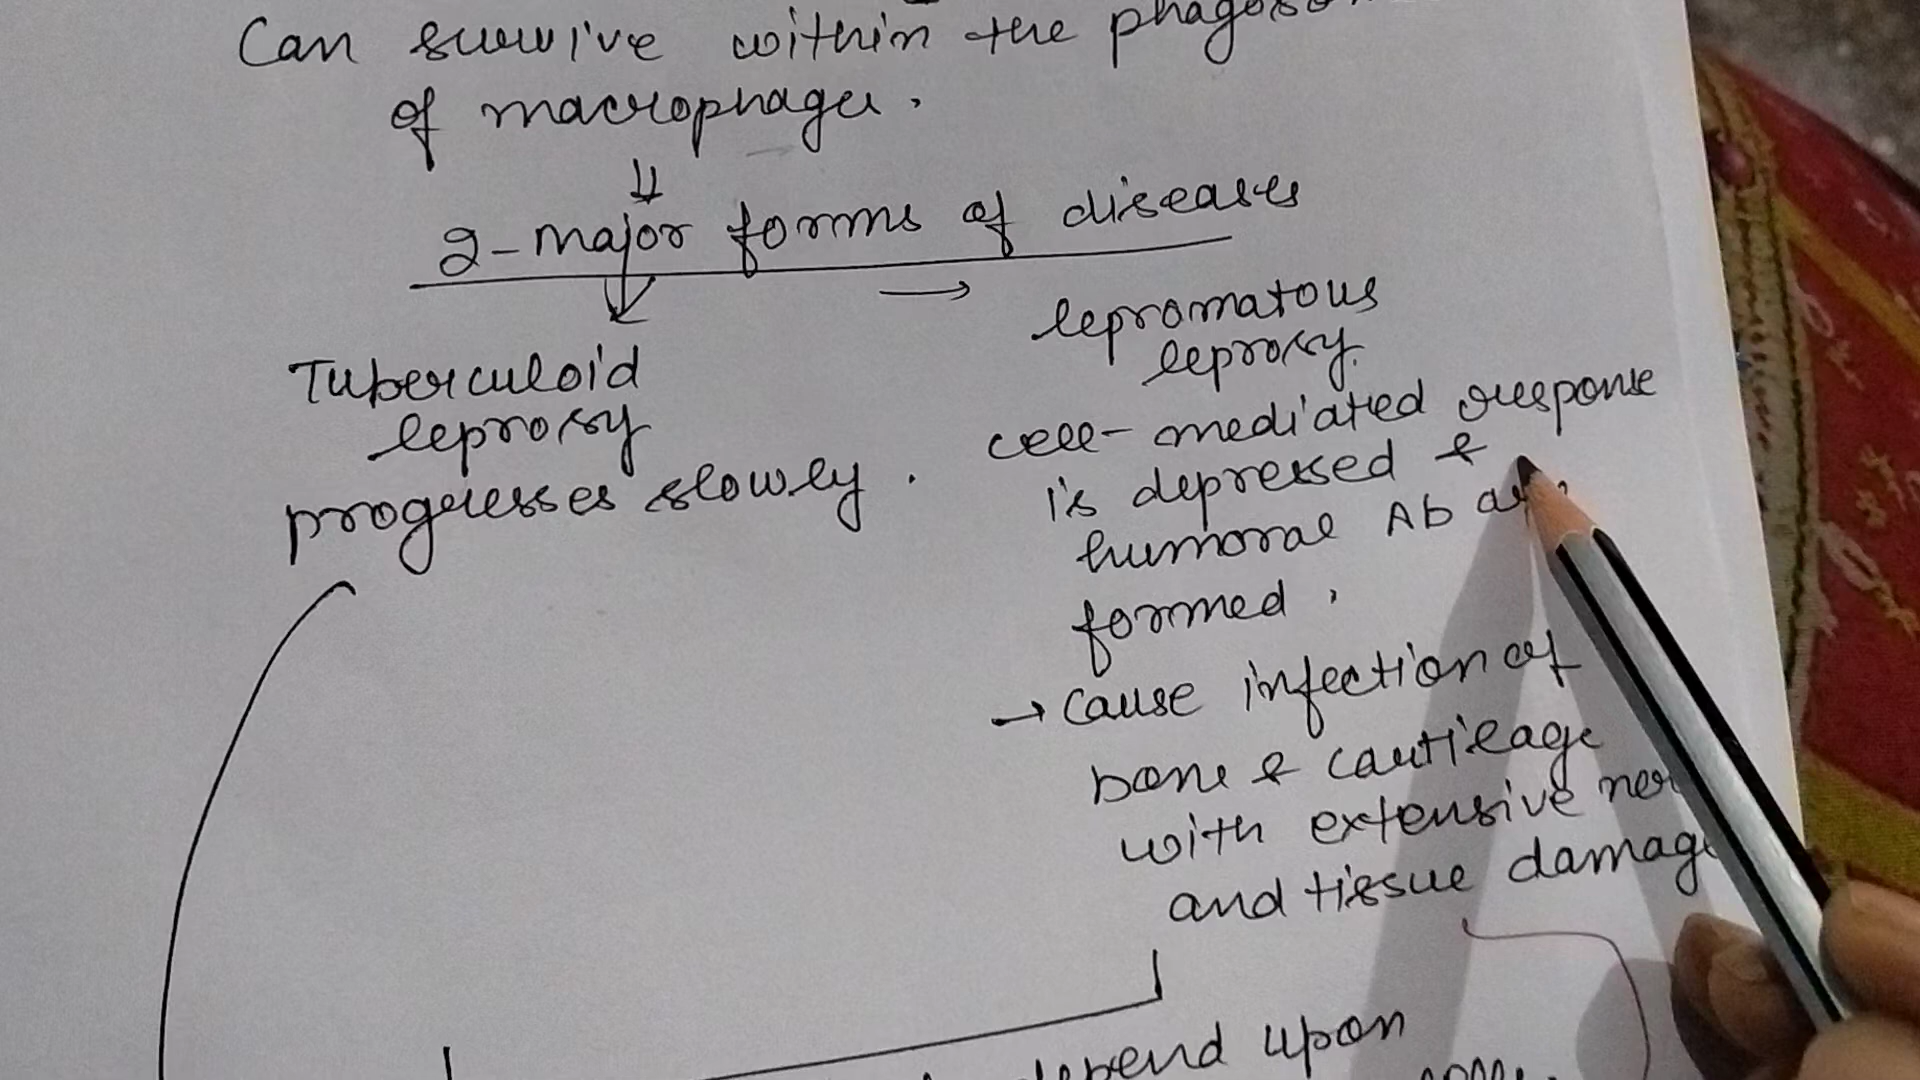 Can survive within the
of macrophages.
2-major forms of diseases
Tuberculoid
leprosy
progresses slowly.
lepromatous
leprosy.
cell-mediated response
is depressed &
humoral Ab
formed.
→ cause infection of
bone & cartilage
with extensive
and tissue damage
depend upon